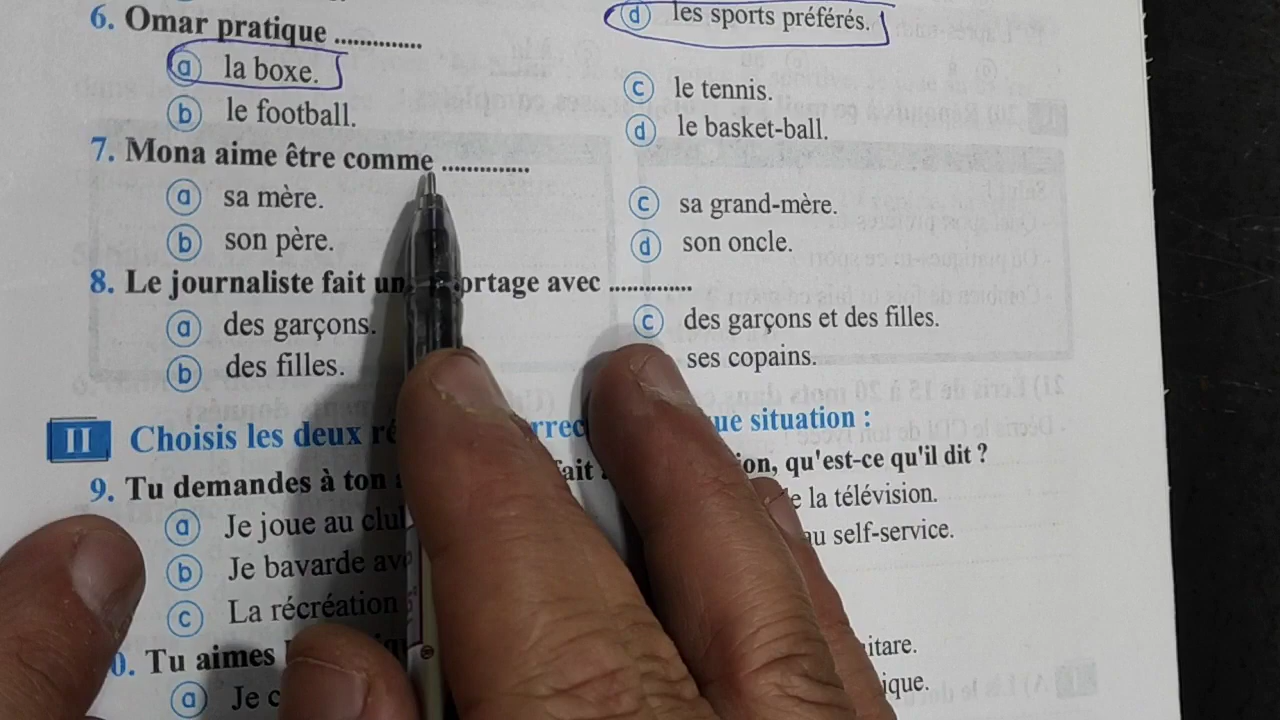 6. Omar pratique ..............
a la boxe.
b le football.
d les sports préférés.
c le tennis.
d le basket-ball.
7. Mona aime être comme ..............
a sa mère.
b son père.
c sa grand-mère.
d son oncle.
8. Le journaliste fait un ortage avec ..............
a des garçons.
b des filles.
c des garçons et des filles.
ses copains.
II Choisis les deux ue situation :
9. Tu demandes à ton fait on, qu'est-ce qu'il dit ?
a Je joue au clu
b Je bavarde av
c La récréation
e la télévision.
au self-service.
0. Tu aimes
a Je c
itare.
ique.